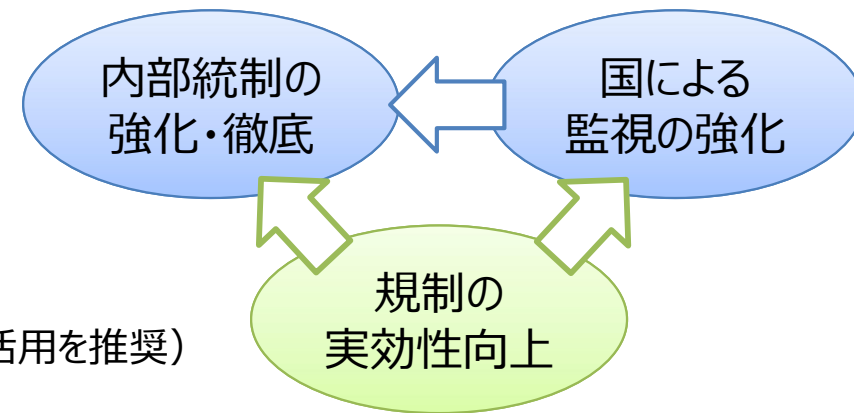 内部統制の
強化・徹底
国による
監視の強化
規制の
実効性向上
活用を推奨）